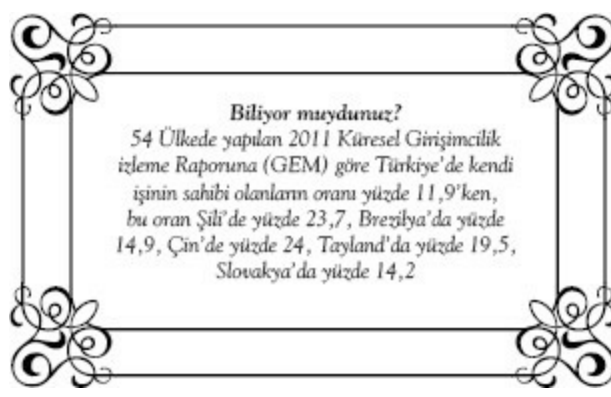 Biliyor muydunuz?
54 Ülkede yapılan 2011 Küresel Girişimcilik
izleme Raporuna (GEM) göre Türkiye'de kendi
işinin sahibi olanların oranı yüzde 11,9'ken,
bu oran Şili'de yüzde 23,7, Brezilya'da yüzde
14,9, Çin'de yüzde 24, Tayland'da yüzde 19,5,
Slovakya'da yüzde 14,2